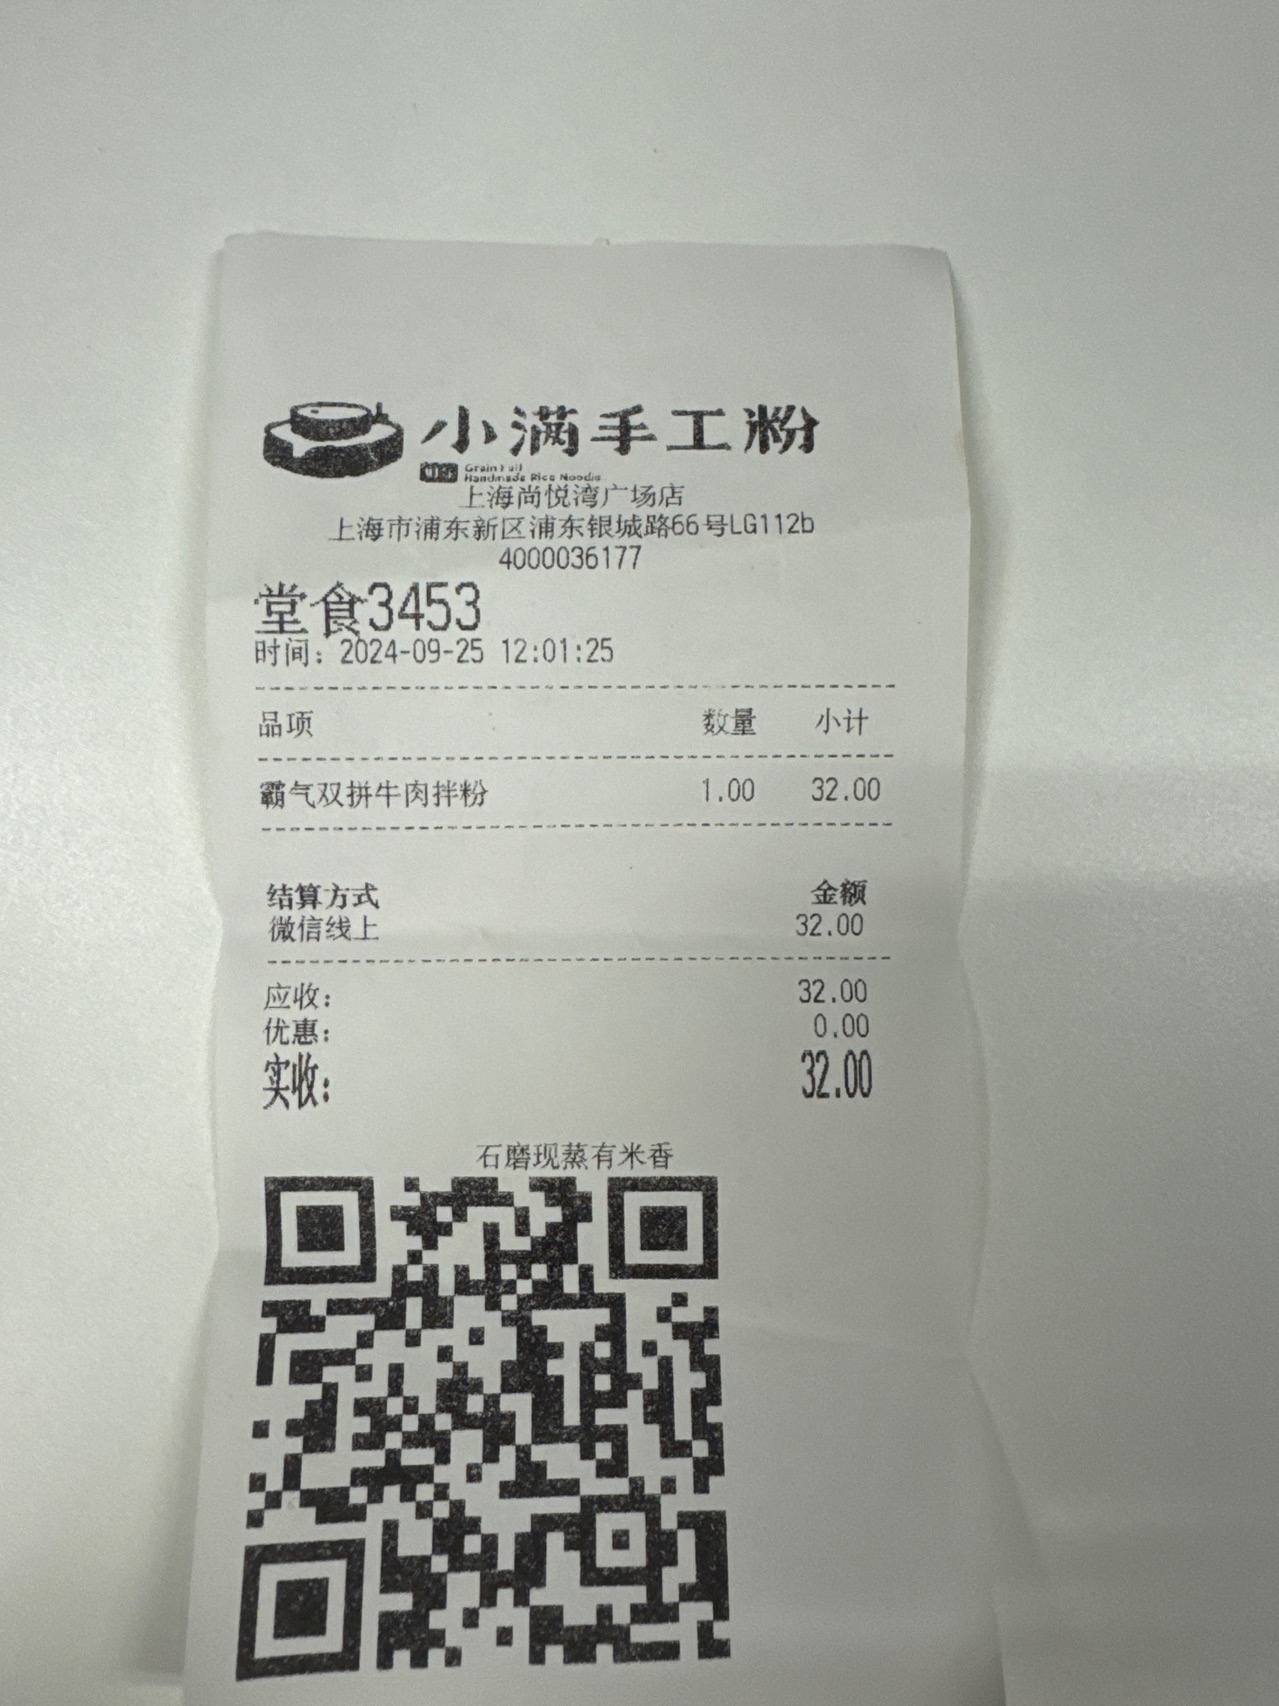 小满手工粉
Grain Full
Handmade Rice Noodle
上海尚悦湾广场店
上海市浦东新区浦东银城路66号LG112b
4000036177
堂食3453
时间：2024-09-25 12:01:25
品项 数量 小计
霸气双拼牛肉拌粉 1.00 32.00
结算方式 金额
微信线上 32.00
应收： 32.00
优惠： 0.00
实收： 32.00
石磨现蒸有米香